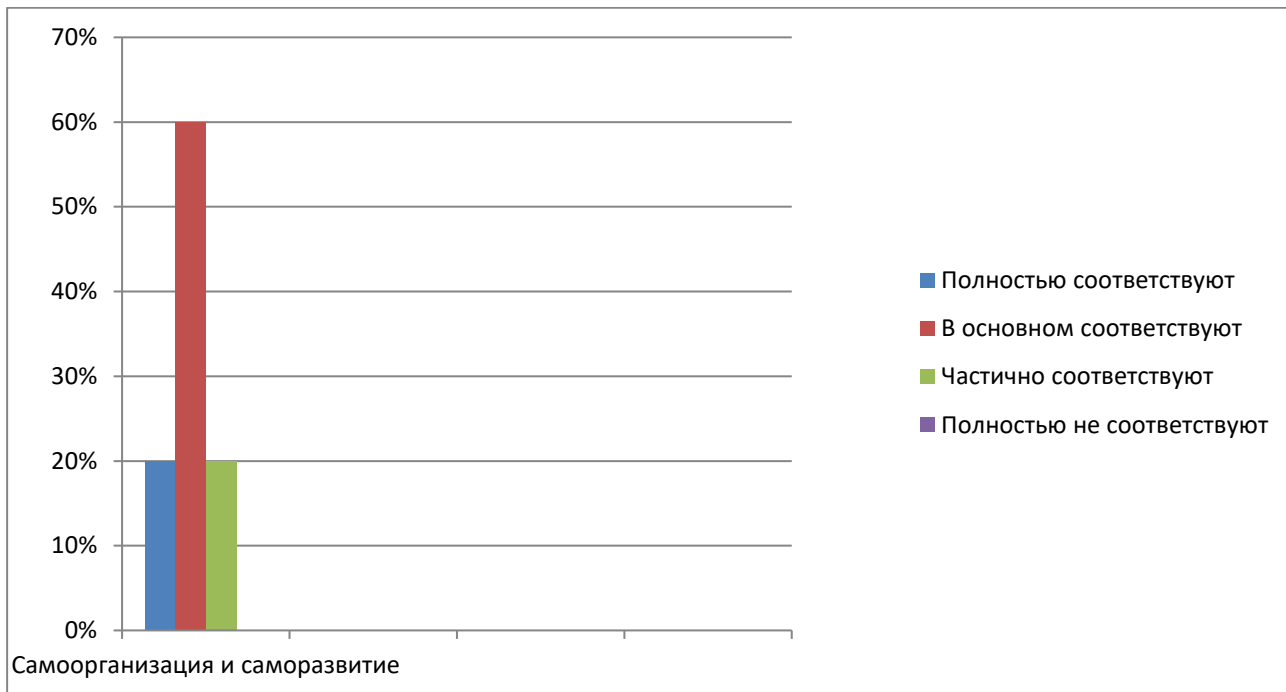 70%
60%
50%
40%
30%
20%
10%
0%
Самоорганизация и саморазвитие
Полностью соответствуют
В основном соответствуют
Частично соответствуют
Полностью не соответствуют